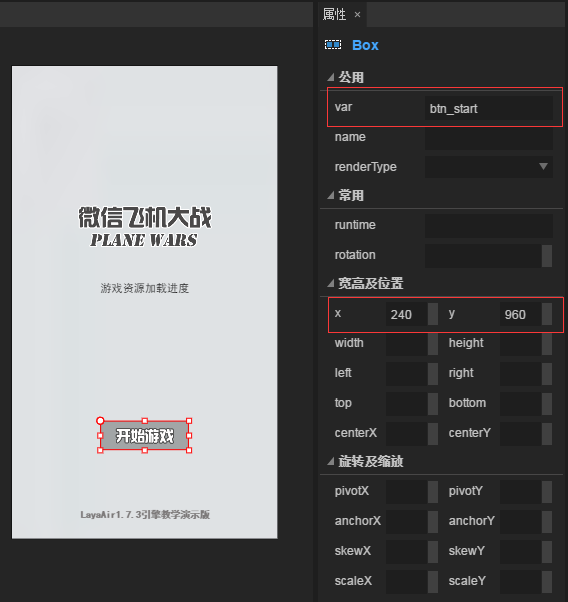 属性 ×
Box
公用
var btn_start
name
renderType
常用
runtime
rotation
宽高及位置
x 240 y 960
width height
left right
top bottom
centerX centerY
旋转及缩放
pivotX pivotY
anchorX anchorY
skewX skewY
scaleX scaleY
微信飞机大战
PLANE WARS
游戏资源加载进度
开始游戏
LayaAir1.7.3引擎教学演示版